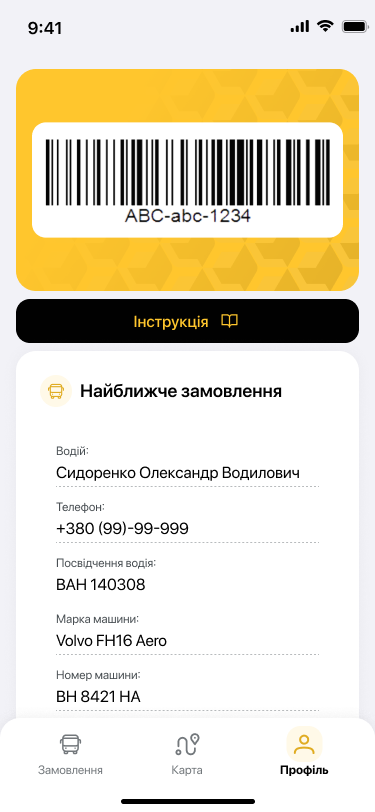 9:41
ABC-abc-1234
Інструкція
Найближче замовлення
Водій:
Сидоренко Олександр Водилович
Телефон:
+380 (99)-99-999
Посвідчення водія:
ВАН 140308
Марка машини:
Volvo FH16 Aero
Номер машини:
ВН 8421 НА
Замовлення
Карта
Профіль